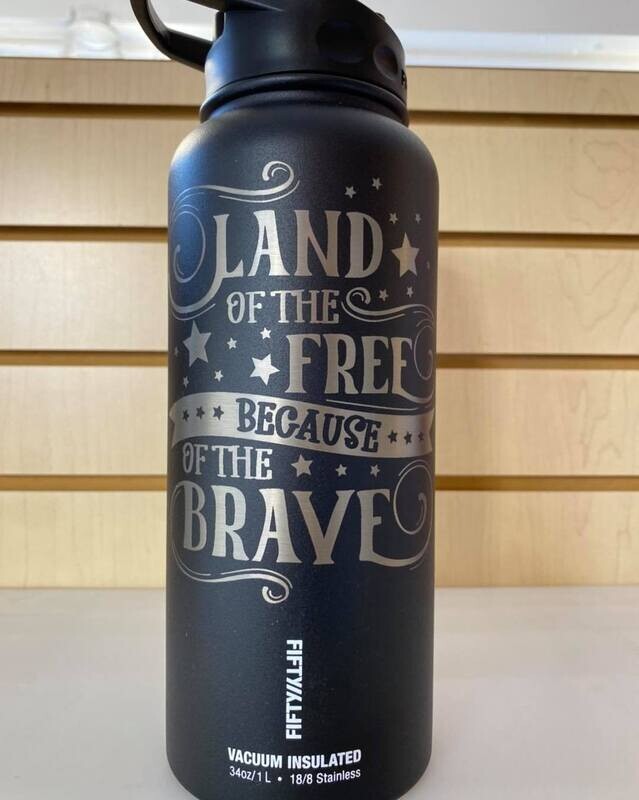 LAND
OF THE
FREE
BECAUSE
OF THE
BRAVE
FIFTY/FIFTY
VACUUM INSULATED
34oz/1 L • 18/8 Stainless